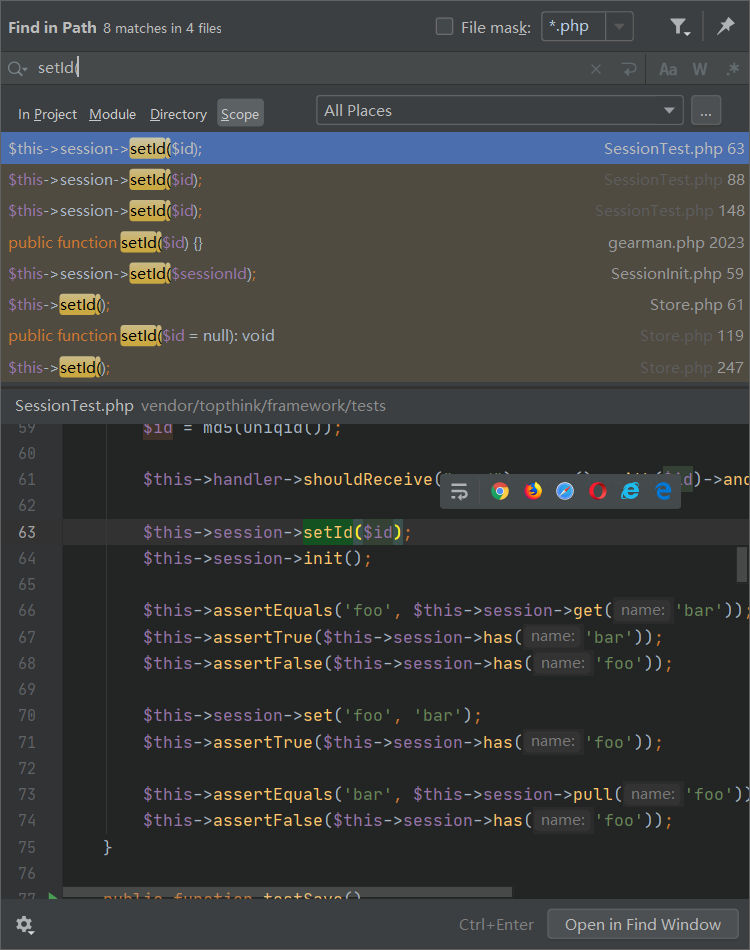 Find in Path 8 matches in 4 files File mask: *.php
setId( Aa W .*
In Project Module Directory Scope All Places ...
$this->session->setId($id); SessionTest.php 63
$this->session->setId($id); SessionTest.php 88
$this->session->setId($id); SessionTest.php 148
public function setId($id) {} gearman.php 2023
$this->session->setId($sessionId); SessionInit.php 59
$this->setId(); Store.php 61
public function setId($id = null): void Store.php 119
$this->setId(); Store.php 247
SessionTest.php vendor/topthink/framework/tests
59 $id = md5(uniqid());
60
61 $this->handler->shouldReceive( )->and
62
63 $this->session->setId($id);
64 $this->session->init();
65
66 $this->assertEquals('foo', $this->session->get( name: 'bar'));
67 $this->assertTrue($this->session->has( name: 'bar'));
68 $this->assertFalse($this->session->has( name: 'foo'));
69
70 $this->session->set('foo', 'bar');
71 $this->assertTrue($this->session->has( name: 'foo'));
72
73 $this->assertEquals('bar', $this->session->pull( name: 'foo'))
74 $this->assertFalse($this->session->has( name: 'foo'));
75 }
76
77 public function testSave()
Ctrl+Enter Open in Find Window